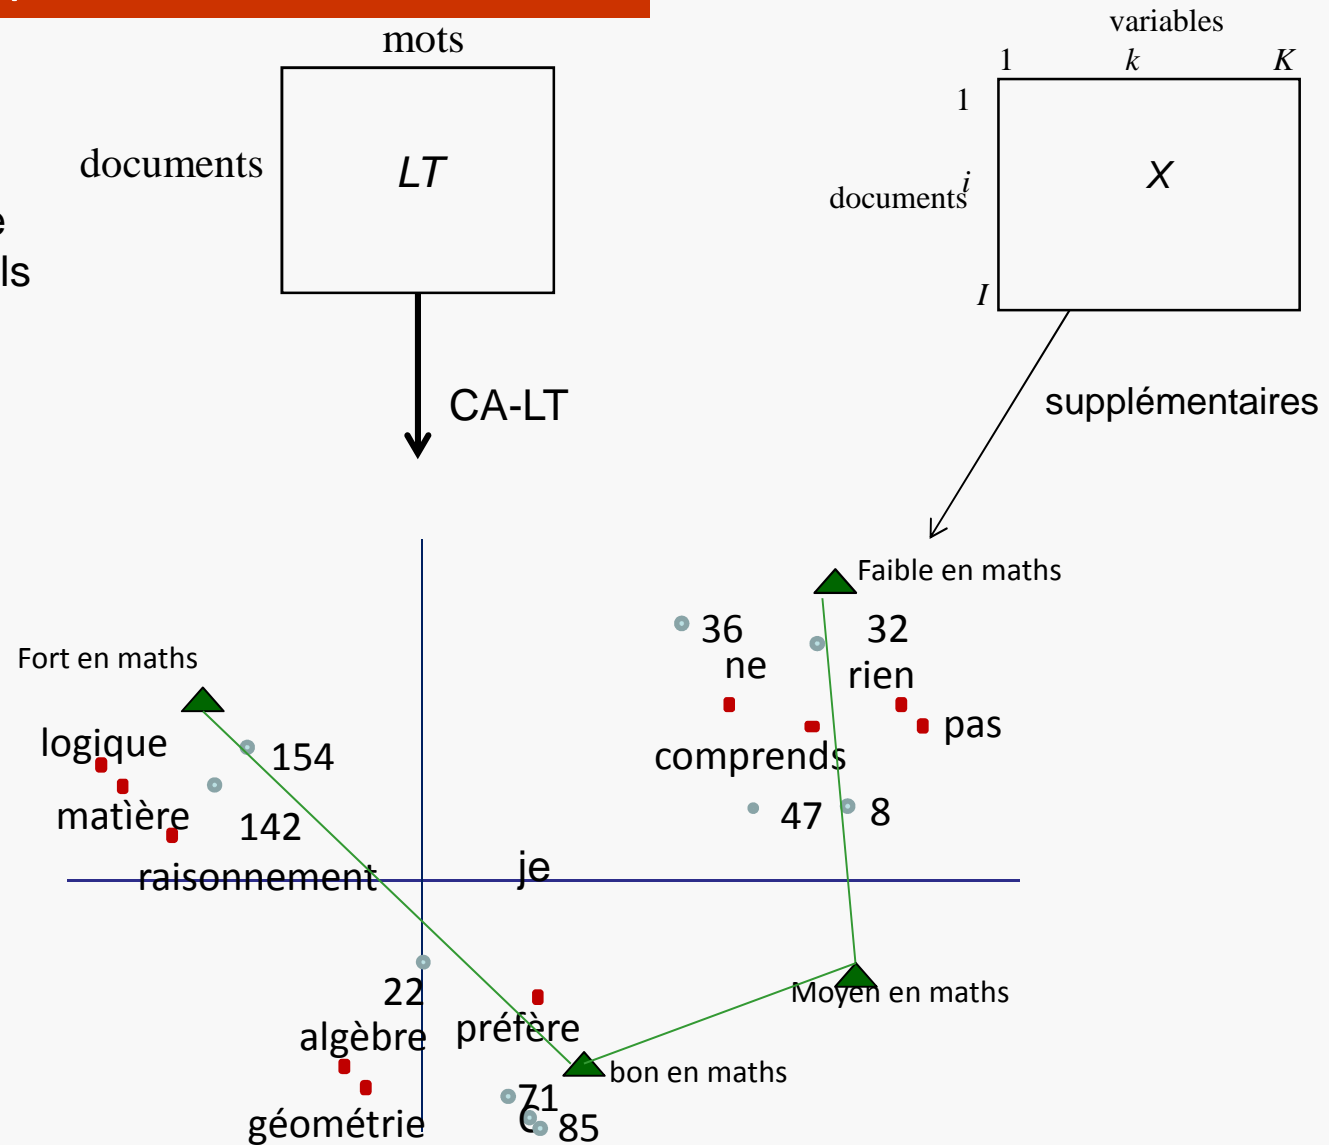 mots
documents
LT
CA-LT
variables
1 k K
1
i
documents
I
X
supplémentaires
ls
Faible en maths
36
32
ne
rien
pas
comprends
47
8
Fort en maths
logique
154
matìère
142
raisonnement
je
22
algèbre
préfère
Moyen en maths
bon en maths
71
85
géométrie